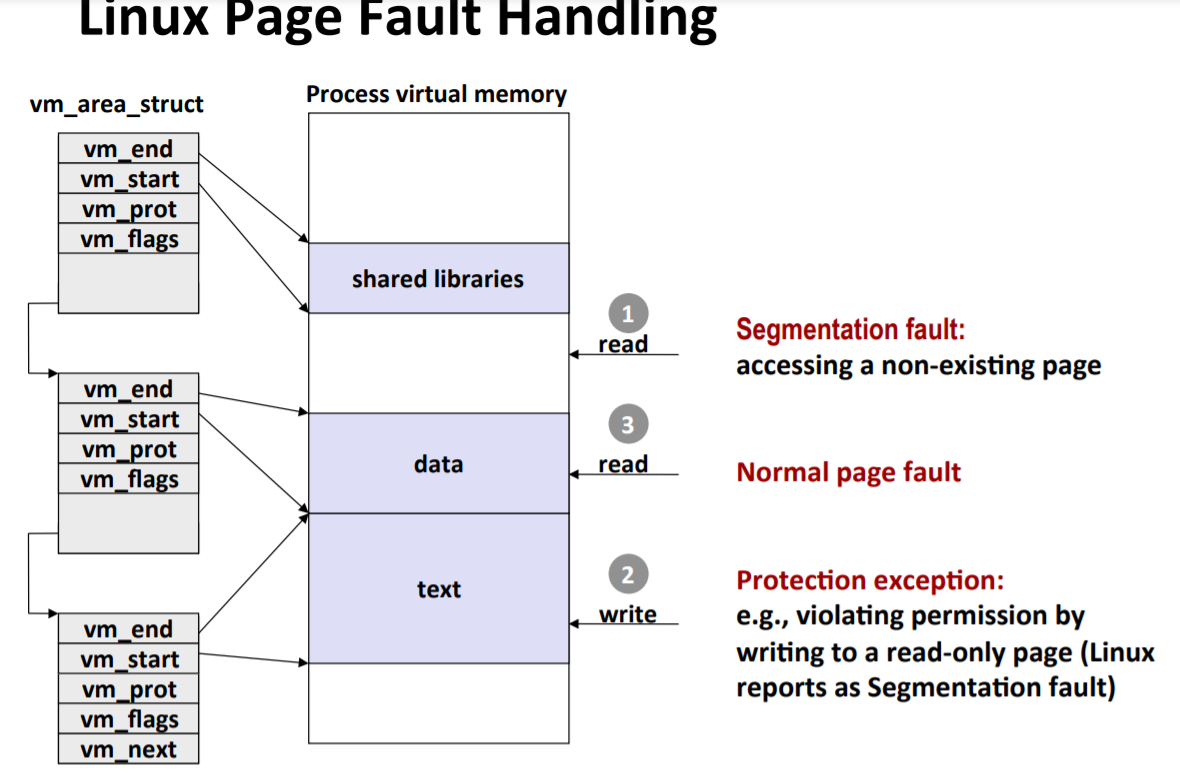 Linux Page Fault Handling
vm_area_struct
Process virtual memory
vm_end
vm_start
vm_prot
vm_flags
shared libraries
1
read
Segmentation fault:
accessing a non-existing page
vm_end
vm_start
vm_prot
vm_flags
data
3
read
Normal page fault
text
2
write
Protection exception:
e.g., violating permission by
writing to a read-only page (Linux
reports as Segmentation fault)
vm_end
vm_start
vm_prot
vm_flags
vm_next